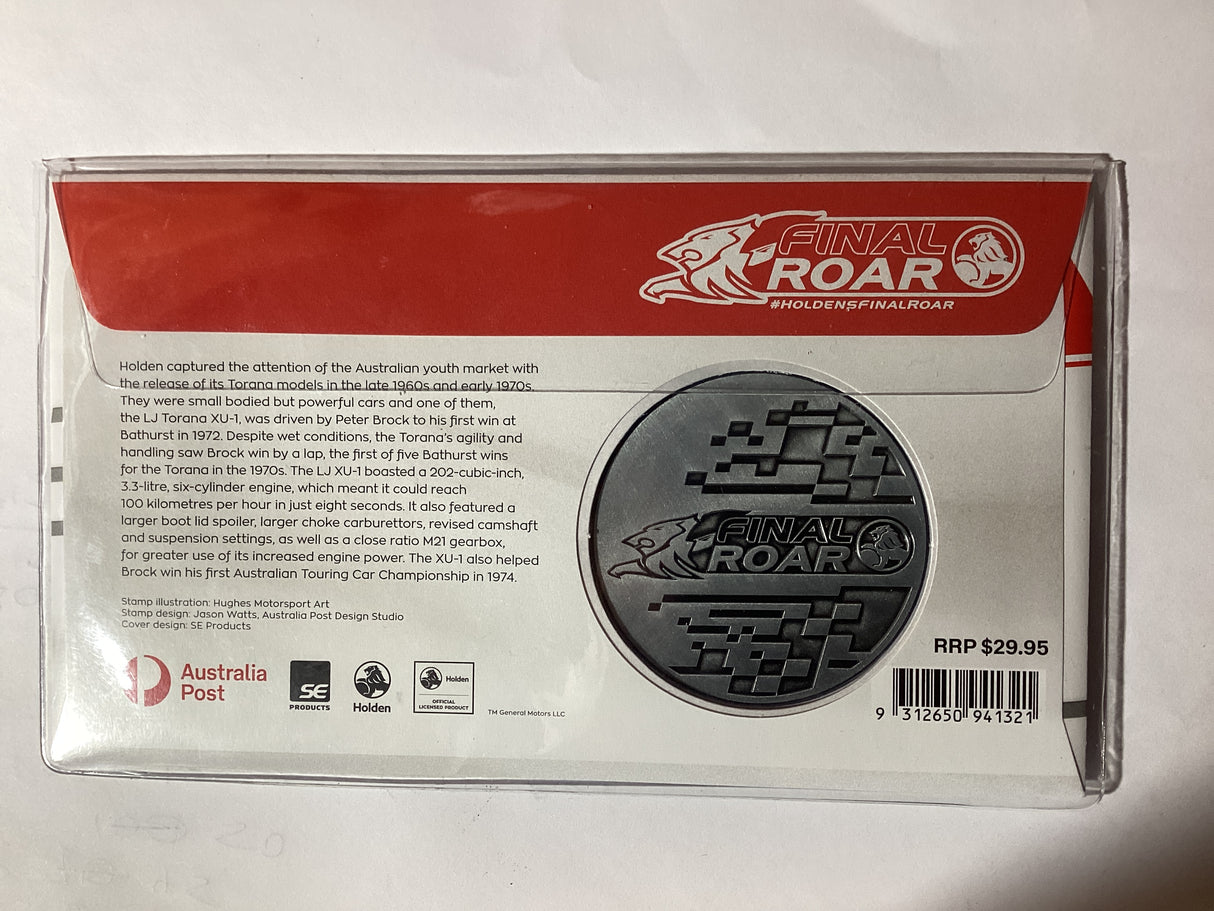 FINAL
ROAR
#HOLDENSFINALROAR
Holden captured the attention of the Australian youth market with
the release of its Torana models in the late 1960s and early 1970s.
They were small bodied but powerful cars and one of them,
the LJ Torana XU-1, was driven by Peter Brock to his first win at
Bathurst in 1972. Despite wet conditions, the Torana's agility and
handling saw Brock win by a lap, the first of five Bathurst wins
for the Torana in the 1970s. The LJ XU-1 boasted a 202-cubic-inch,
3.3-litre, six-cylinder engine, which meant it could reach
100 kilometres per hour in just eight seconds. It also featured a
larger boot lid spoiler, larger choke carburettors, revised camshaft
and suspension settings, as well as a close ratio M21 gearbox,
for greater use of its increased engine power. The XU-1 also helped
Brock win his first Australian Touring Car Championship in 1974.
Stamp illustration: Hughes Motorsport Art
Stamp design: Jason Watts, Australia Post Design Studio
Cover design: SE Products
FINAL
ROAR
Australia
Post
SE
PRODUCTS
Holden
Holden
OFFICIAL
LICENSED PRODUCT
TM General Motors LLC
RRP $29.95
9 312650 941321